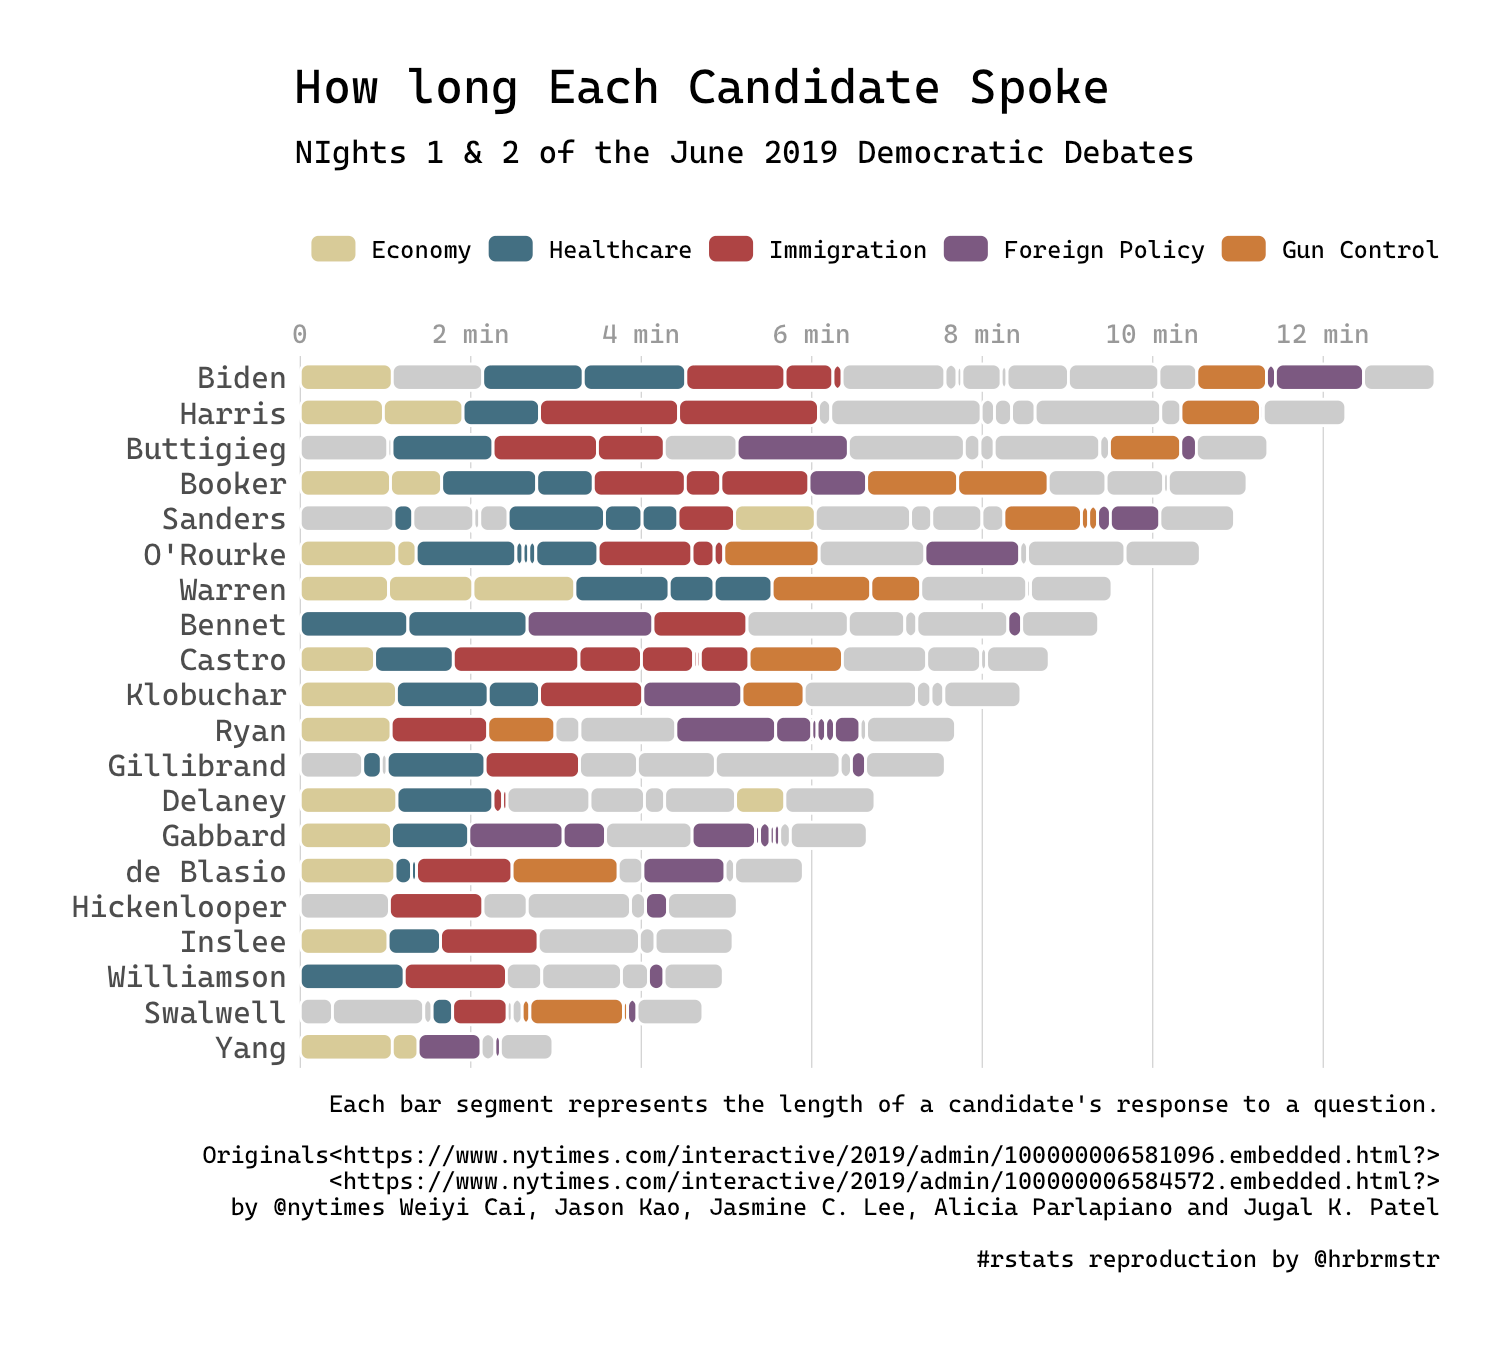 How long Each Candidate Spoke
NIghts 1 & 2 of the June 2019 Democratic Debates
Economy Healthcare Immigration Foreign Policy Gun Control
0 2 min 4 min 6 min 8 min 10 min 12 min
Biden
Harris
Buttigieg
Booker
Sanders
O'Rourke
Warren
Bennet
Castro
Klobuchar
Ryan
Gillibrand
Delaney
Gabbard
de Blasio
Hickenlooper
Inslee
Williamson
Swalwell
Yang
Each bar segment represents the length of a candidate's response to a question.
Originals<https://www.nytimes.com/interactive/2019/admin/100000006581096.embedded.html?>
<https://www.nytimes.com/interactive/2019/admin/100000006584572.embedded.html?>
by @nytimes Weiyi Cai, Jason Kao, Jasmine C. Lee, Alicia Parlapiano and Jugal K. Patel
#rstats reproduction by @hrbrmstr